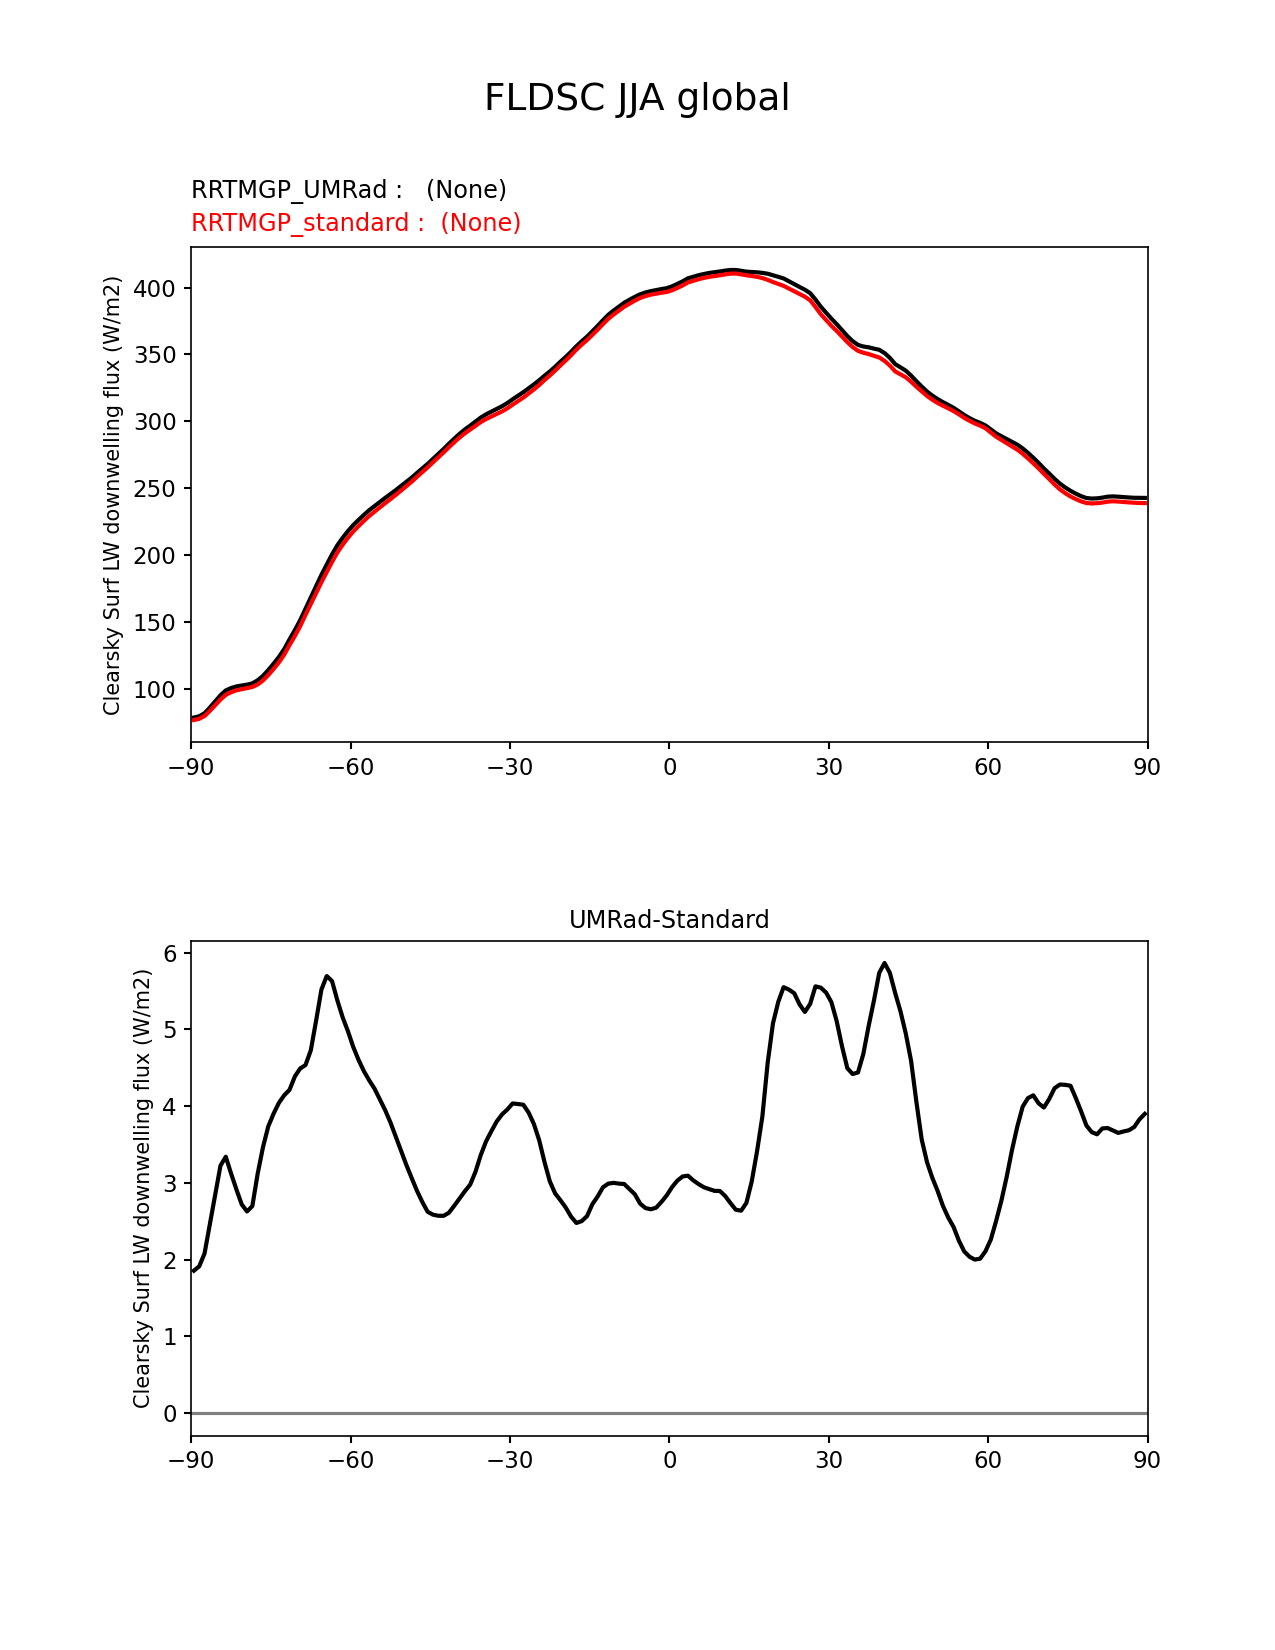 FLDSC JJA global
RRTMGP_UMRad :   (None)
RRTMGP_standard :  (None)
Clearsky Surf LW downwelling flux (W/m2)
400
350
300
250
200
150
100
−90 −60 −30 0 30 60 90
UMRad-Standard
Clearsky Surf LW downwelling flux (W/m2)
6
5
4
3
2
1
0
−90 −60 −30 0 30 60 90